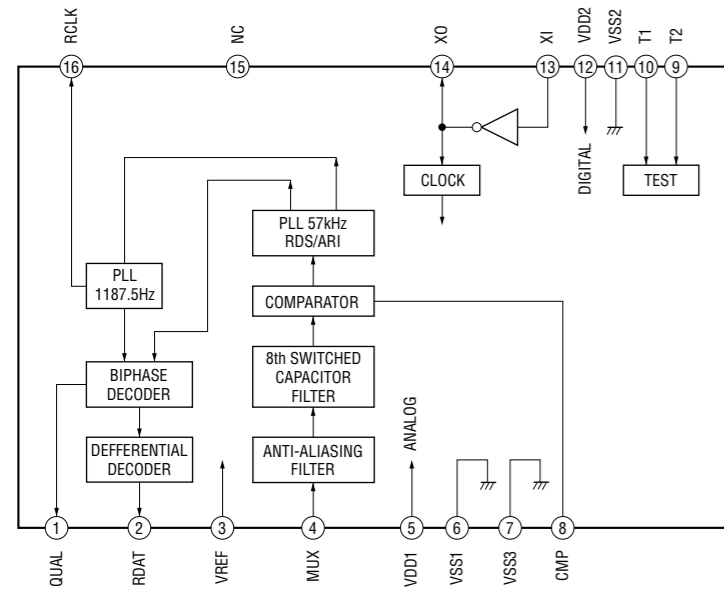 RCLK
NC
XO
XI
VDD2
VSS2
T1
T2
16
15
14
13
12
11
10
9
CLOCK
DIGITAL
TEST
PLL 57kHz
RDS/ARI
PLL
1187.5Hz
COMPARATOR
8th SWITCHED
CAPACITOR
FILTER
BIPHASE
DECODER
DEFFERENTIAL
DECODER
ANTI-ALIASING
FILTER
ANALOG
1
2
3
4
5
6
7
8
QUAL
RDAT
VREF
MUX
VDD1
VSS1
VSS3
CMP